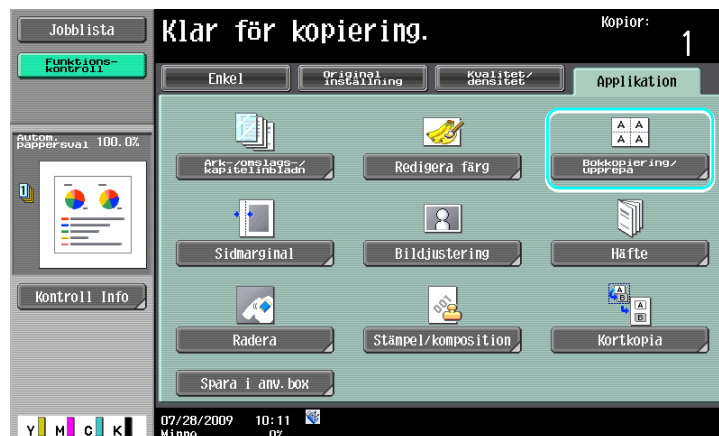 Jobblista
Klar för kopiering.
Kopior:
1
Funktions-
kontroll
Enkel
Original
inställning
Kvalitet/
densitet
Applikation
Autom.
pappersval 100.0%
A A
A A
Ark-/omslags-/
kapitelinbladn
Redigera färg
Bokkopiering/
upprepa
Sidmarginal
Bildjustering
Häfte
Kontroll Info
Radera
Stämpel/komposition
Kortkopia
Spara i anv.box
07/28/2009 10:11
Minne 0%
Y M C K